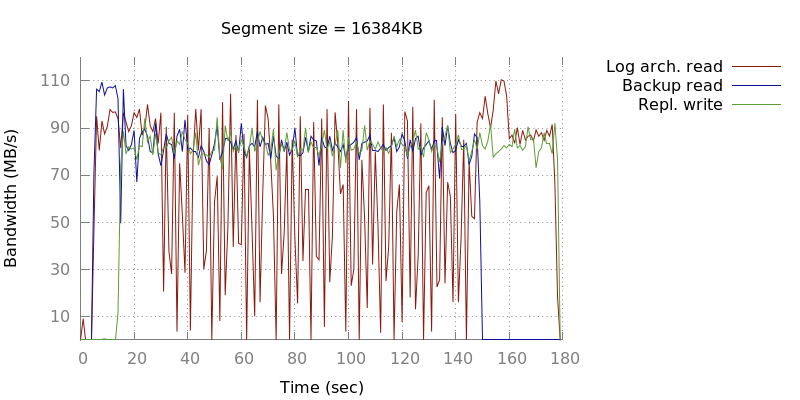 Segment size = 16384KB
Log arch. read
Backup read
Repl. write
Bandwidth (MB/s)
110
90
70
50
30
10
0 20 40 60 80 100 120 140 160 180
Time (sec)